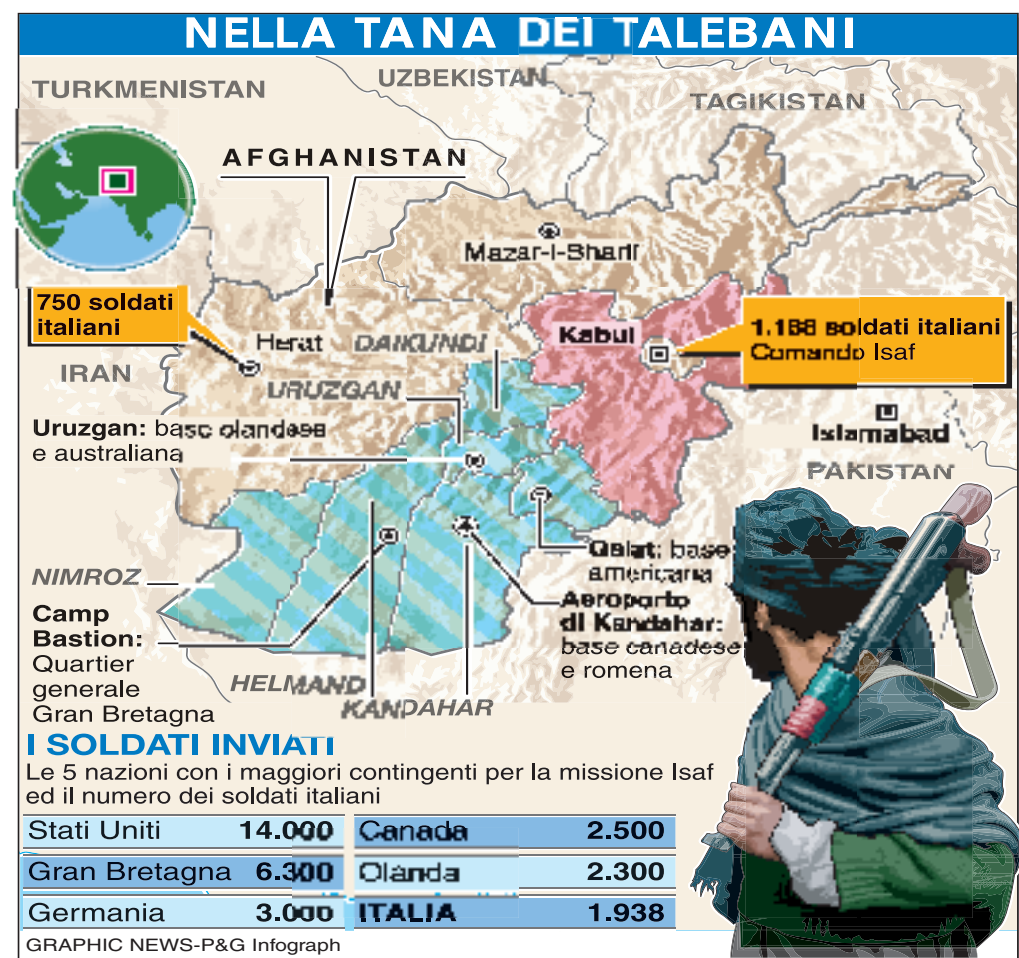 NELLA TANA DEI TALEBANI
TURKMENISTAN
UZBEKISTAN
TAGIKISTAN
AFGHANISTAN
Mazar-i-Sharif
750 soldati
italiani
Herat
DAIKUNDI
Kabul
1.188 soldati italiani
Comando Isaf
IRAN
URUZGAN
Uruzgan: base olandese
e australiana
Islamabad
PAKISTAN
Qalat: base
americana
NIMROZ
Aeroporto
di Kandahar:
base canadese
e romena
Camp
Bastion:
Quartier
generale
Gran Bretagna
HELMAND
KANDAHAR
I SOLDATI INVIATI
Le 5 nazioni con i maggiori contingenti per la missione Isaf
ed il numero dei soldati italiani
Stati Uniti 14.000 Canada 2.500
Gran Bretagna 6.300 Olanda 2.300
Germania 3.000 ITALIA 1.938
GRAPHIC NEWS-P&G Infograph